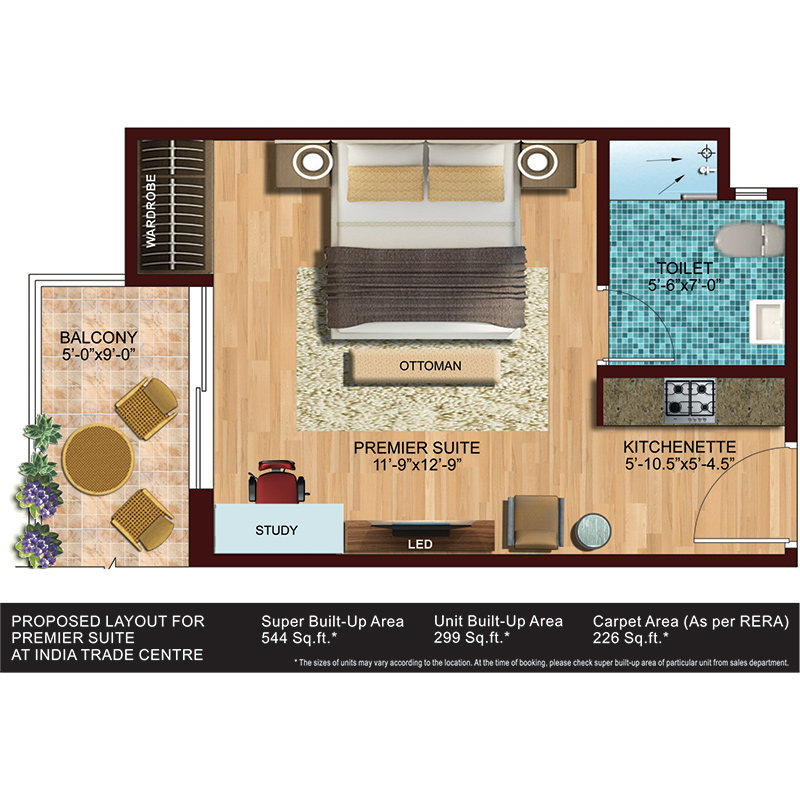 WARDROBE
BALCONY
5'-0”x9'-0”
OTTOMAN
TOILET
5'-6”x7'-0”
PREMIER SUITE
11'-9”x12'-9”
KITCHENETTE
5'-10.5”x5'-4.5”
STUDY
LED
PROPOSED LAYOUT FOR
PREMIER SUITE
AT INDIA TRADE CENTRE
Super Built-Up Area
544 Sq.ft.*
Unit Built-Up Area
299 Sq.ft.*
Carpet Area (As per RERA)
226 Sq.ft.*
* The sizes of units may vary according to the location. At the time of booking, please check super built-up area of particular unit from sales department.